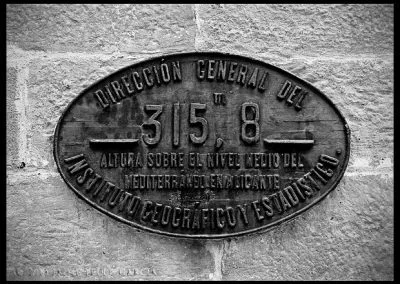 DIRECCIÓN GENERAL DEL
m
315,8
ALTURA SOBRE EL NIVEL MEDIO DEL
MEDITERRÁNEO EN ALICANTE
INSTITUTO GEOGRÁFICO Y ESTADÍSTICO.